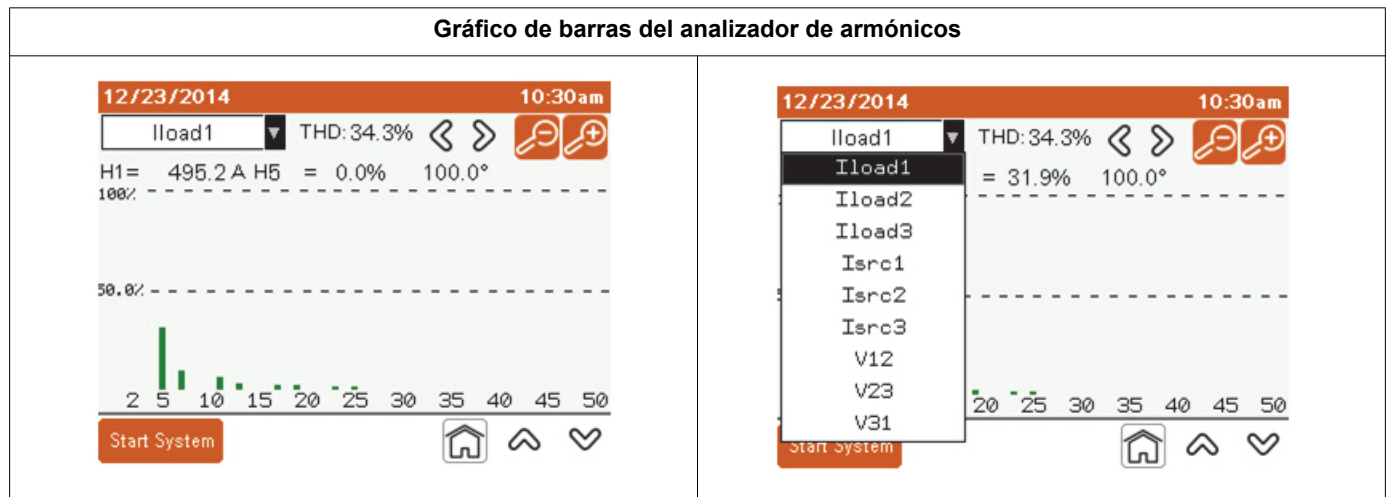 Gráfico de barras del analizador de armónicos
12/23/2014 10:30am
Iload1 THD: 34.3%
H1= 495.2 A H5 = 0.0% 100.0°
100%
50.0%
2 5 10 15 20 25 30 35 40 45 50
Start System
12/23/2014 10:30am
Iload1 THD: 34.3%
Iload1 = 31.9% 100.0°
Iload2
Iload3
Isrc1
Isrc2
Isrc3
V12
V23
V31
20 25 30 35 40 45 50
Start System